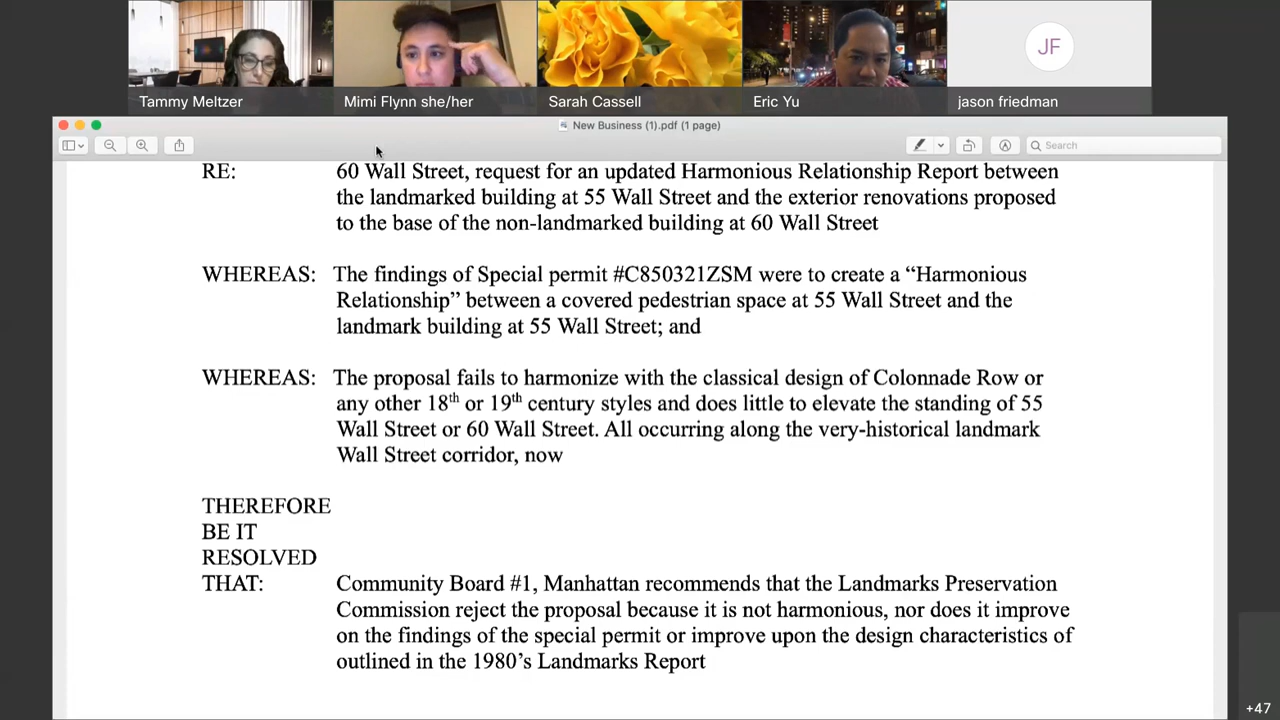 JF
Tammy Meltzer
Mimi Flynn she/her
Sarah Cassell
Eric Yu
jason friedman
New Business (1).pdf (1 page)
Search
RE: 60 Wall Street, request for an updated Harmonious Relationship Report between
the landmarked building at 55 Wall Street and the exterior renovations proposed
to the base of the non-landmarked building at 60 Wall Street
WHEREAS: The findings of Special permit #C850321ZSM were to create a “Harmonious
Relationship” between a covered pedestrian space at 55 Wall Street and the
landmark building at 55 Wall Street; and
WHEREAS: The proposal fails to harmonize with the classical design of Colonnade Row or
any other 18th or 19th century styles and does little to elevate the standing of 55
Wall Street or 60 Wall Street. All occurring along the very-historical landmark
Wall Street corridor, now
THEREFORE
BE IT
RESOLVED
THAT: Community Board #1, Manhattan recommends that the Landmarks Preservation
Commission reject the proposal because it is not harmonious, nor does it improve
on the findings of the special permit or improve upon the design characteristics of
outlined in the 1980’s Landmarks Report
+47